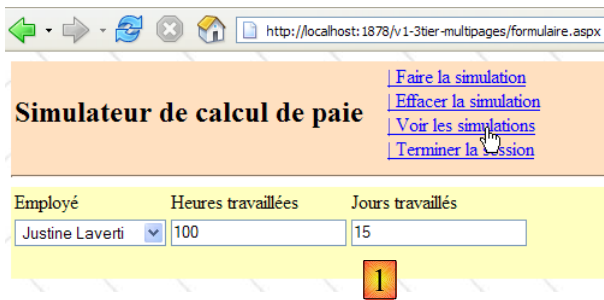 http://localhost:1878/v1-3tier-multipages/formulaire.aspx
Simulateur de calcul de paie
| Faire la simulation
| Effacer la simulation
| Voir les simulations
| Terminer la session
Employé Heures travaillées Jours travaillés
Justine Laverti 100 15
1